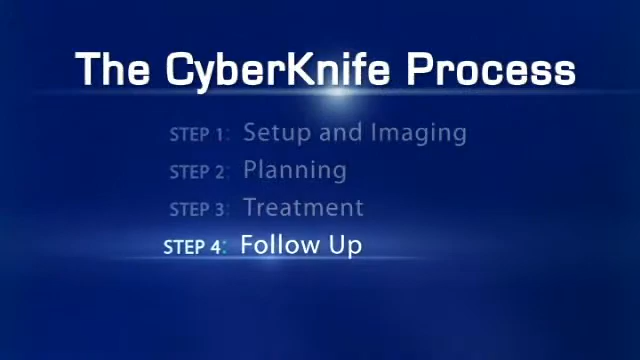 The CyberKnife Process
STEP 1: Setup and Imaging
STEP 2: Planning
STEP 3: Treatment
STEP 4: Follow Up